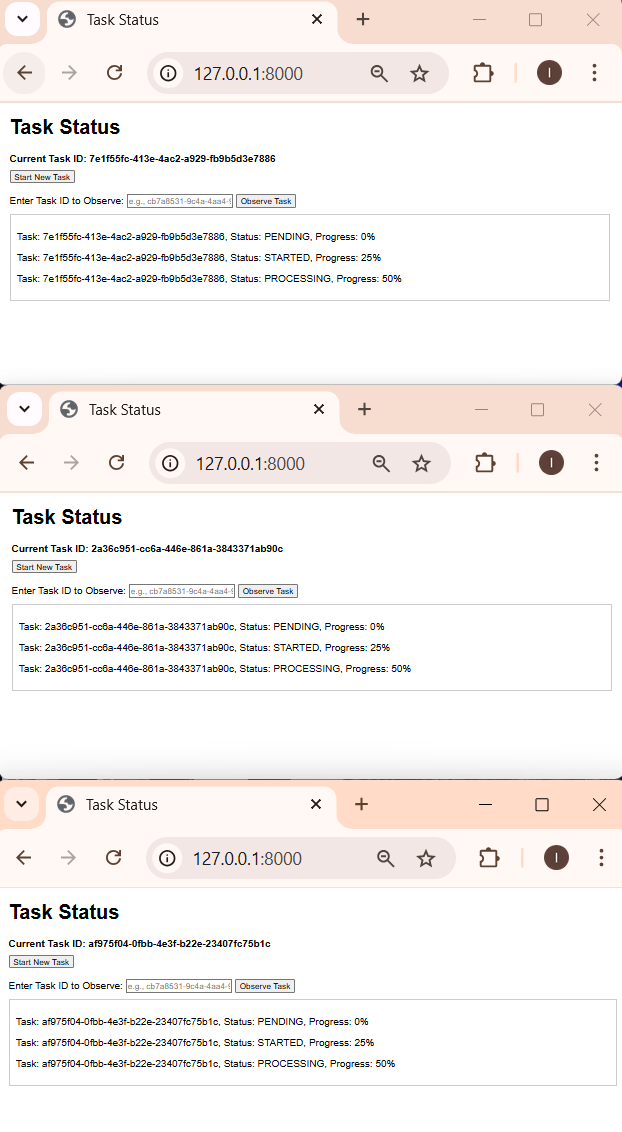 Task Status
127.0.0.1:8000
I
Task Status
Current Task ID: 7e1f55fc-413e-4ac2-a929-fb9b5d3e7886
Start New Task
Enter Task ID to Observe: e.g., cb7a8531-9c4a-4aa4-9 Observe Task
Task: 7e1f55fc-413e-4ac2-a929-fb9b5d3e7886, Status: PENDING, Progress: 0%
Task: 7e1f55fc-413e-4ac2-a929-fb9b5d3e7886, Status: STARTED, Progress: 25%
Task: 7e1f55fc-413e-4ac2-a929-fb9b5d3e7886, Status: PROCESSING, Progress: 50%
Task Status
127.0.0.1:8000
I
Task Status
Current Task ID: 2a36c951-cc6a-446e-861a-3843371ab90c
Start New Task
Enter Task ID to Observe: e.g., cb7a8531-9c4a-4aa4-9 Observe Task
Task: 2a36c951-cc6a-446e-861a-3843371ab90c, Status: PENDING, Progress: 0%
Task: 2a36c951-cc6a-446e-861a-3843371ab90c, Status: STARTED, Progress: 25%
Task: 2a36c951-cc6a-446e-861a-3843371ab90c, Status: PROCESSING, Progress: 50%
Task Status
127.0.0.1:8000
I
Task Status
Current Task ID: af975f04-0fbb-4e3f-b22e-23407fc75b1c
Start New Task
Enter Task ID to Observe: e.g., cb7a8531-9c4a-4aa4-9 Observe Task
Task: af975f04-0fbb-4e3f-b22e-23407fc75b1c, Status: PENDING, Progress: 0%
Task: af975f04-0fbb-4e3f-b22e-23407fc75b1c, Status: STARTED, Progress: 25%
Task: af975f04-0fbb-4e3f-b22e-23407fc75b1c, Status: PROCESSING, Progress: 50%